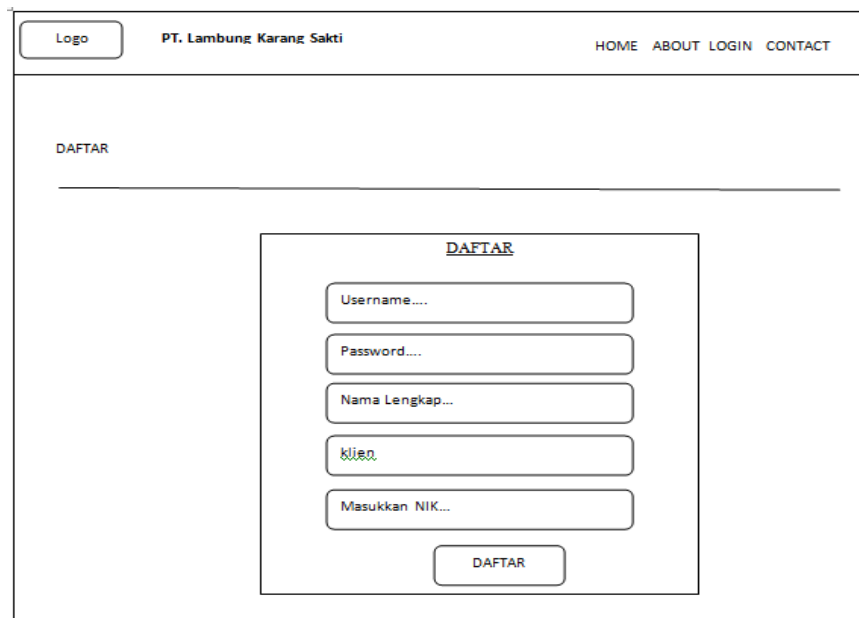 Logo
PT. Lambung Karang Sakti
HOME ABOUT LOGIN CONTACT
DAFTAR
DAFTAR
Username....
Password....
Nama Lengkap...
klien
Masukkan NIK...
DAFTAR